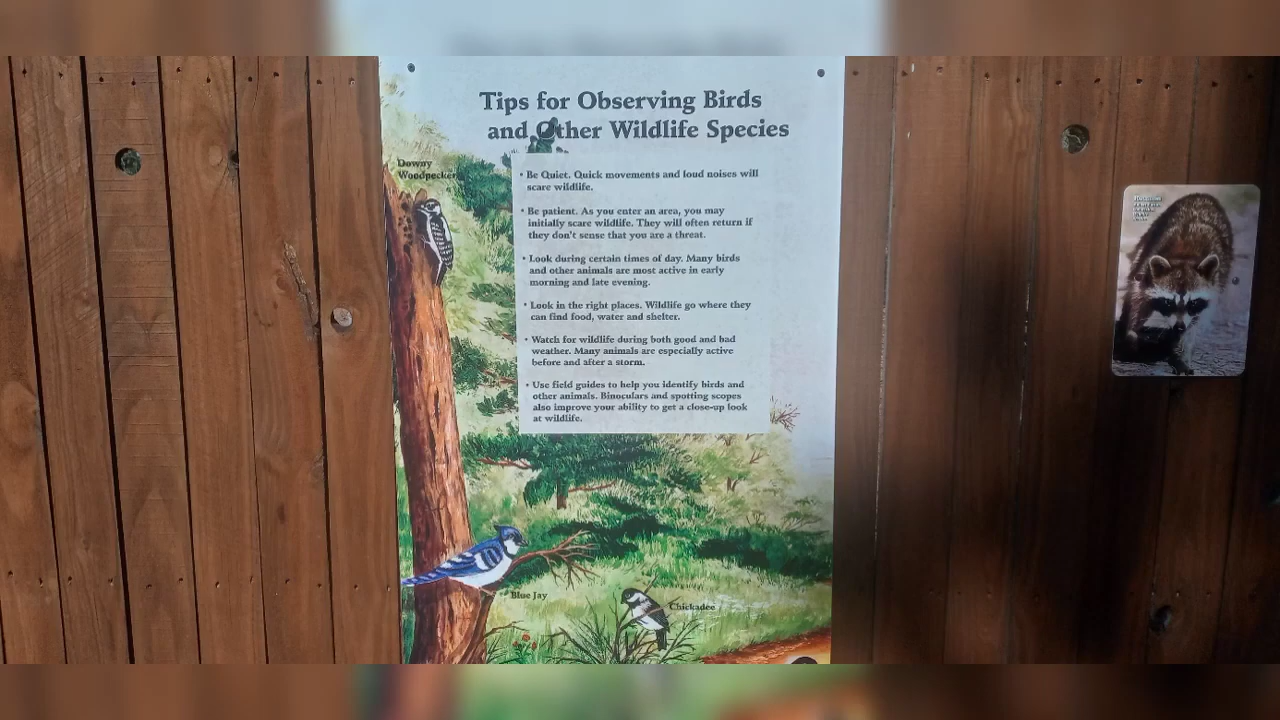 Tips for Observing Birds
and Other Wildlife Species
Downy
Woodpecker
• Be Quiet. Quick movements and loud noises will
scare wildlife.
• Be patient. As you enter an area, you may
initially scare wildlife. They will often return if
they don't sense that you are a threat.
• Look during certain times of day. Many birds
and other animals are most active in early
morning and late evening.
• Look in the right places. Wildlife go where they
can find food, water and shelter.
• Watch for wildlife during both good and bad
weather. Many animals are especially active
before and after a storm.
• Use field guides to help you identify birds and
other animals. Binoculars and spotting scopes
also improve your ability to get a close-up look
at wildlife.
Blue Jay
Chickadee